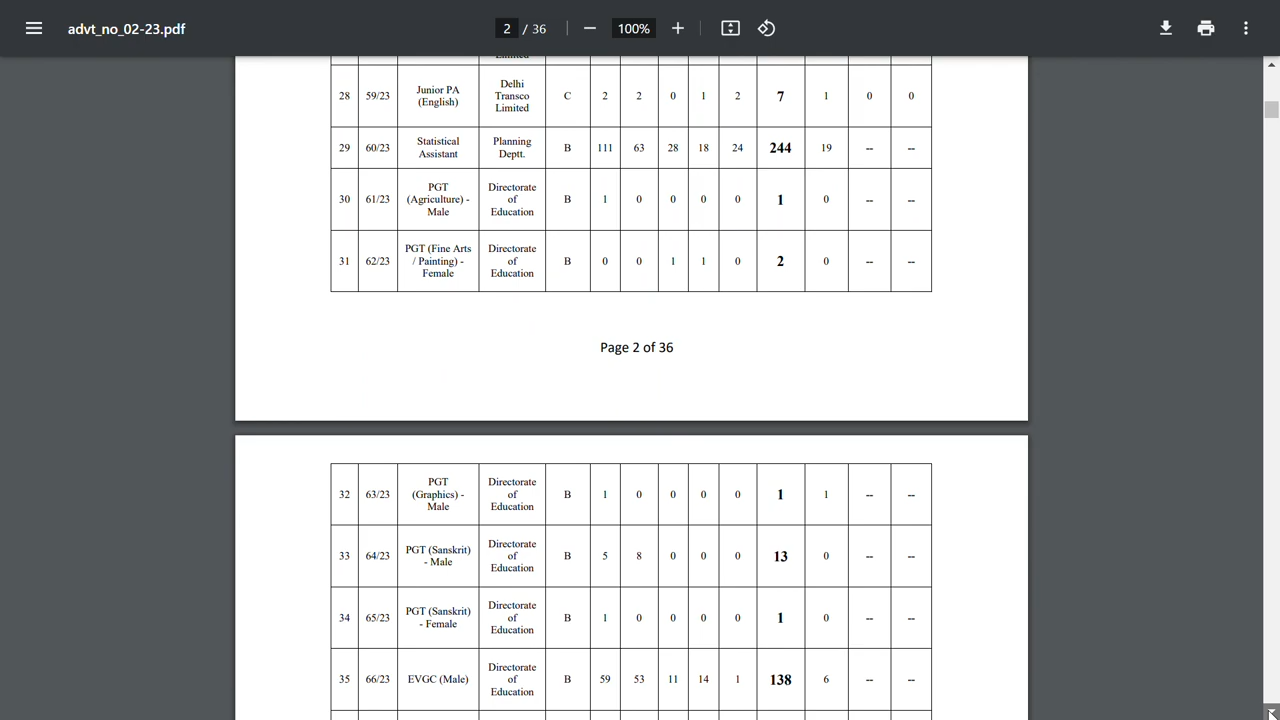 advt_no_02-23.pdf 2 / 36 100%
Limited
28 59/23 Junior PA (English) Delhi Transco Limited C 2 2 0 1 2 7 1 0 0
29 60/23 Statistical Assistant Planning Deptt. B 111 63 28 18 24 244 19 -- --
30 61/23 PGT (Agriculture) - Male Directorate of Education B 1 0 0 0 0 1 0 -- --
31 62/23 PGT (Fine Arts / Painting) - Female Directorate of Education B 0 0 1 1 0 2 0 -- --
Page 2 of 36
32 63/23 PGT (Graphics) - Male Directorate of Education B 1 0 0 0 0 1 1 -- --
33 64/23 PGT (Sanskrit) - Male Directorate of Education B 5 8 0 0 0 13 0 -- --
34 65/23 PGT (Sanskrit) - Female Directorate of Education B 1 0 0 0 0 1 0 -- --
35 66/23 EVGC (Male) Directorate of Education B 59 53 11 14 1 138 6 -- --